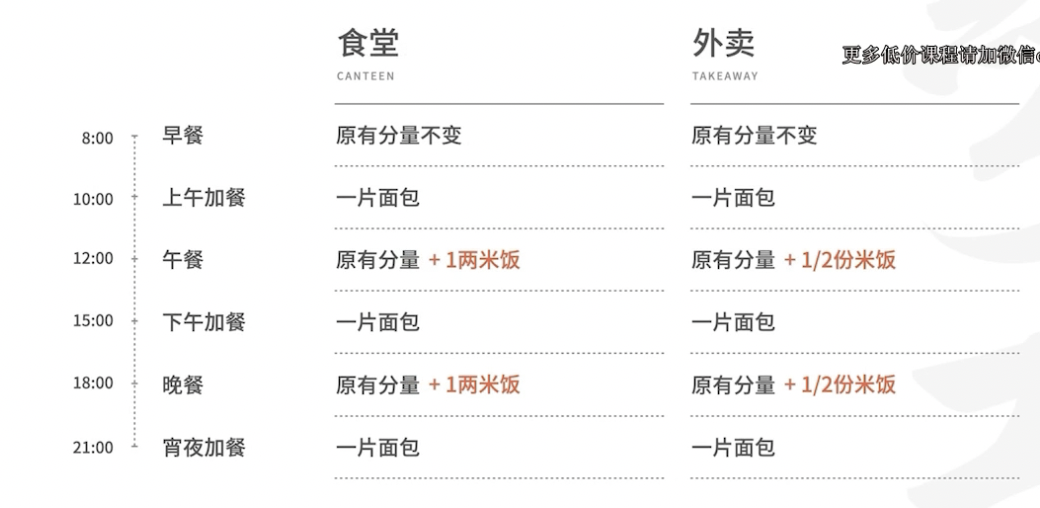 食堂 外卖
CANTEEN TAKEAWAY
更多低价课程请加微信
8:00 早餐 原有分量不变 原有分量不变
10:00 上午加餐 一片面包 一片面包
12:00 午餐 原有分量 + 1两米饭 原有分量 + 1/2份米饭
15:00 下午加餐 一片面包 一片面包
18:00 晚餐 原有分量 + 1两米饭 原有分量 + 1/2份米饭
21:00 宵夜加餐 一片面包 一片面包